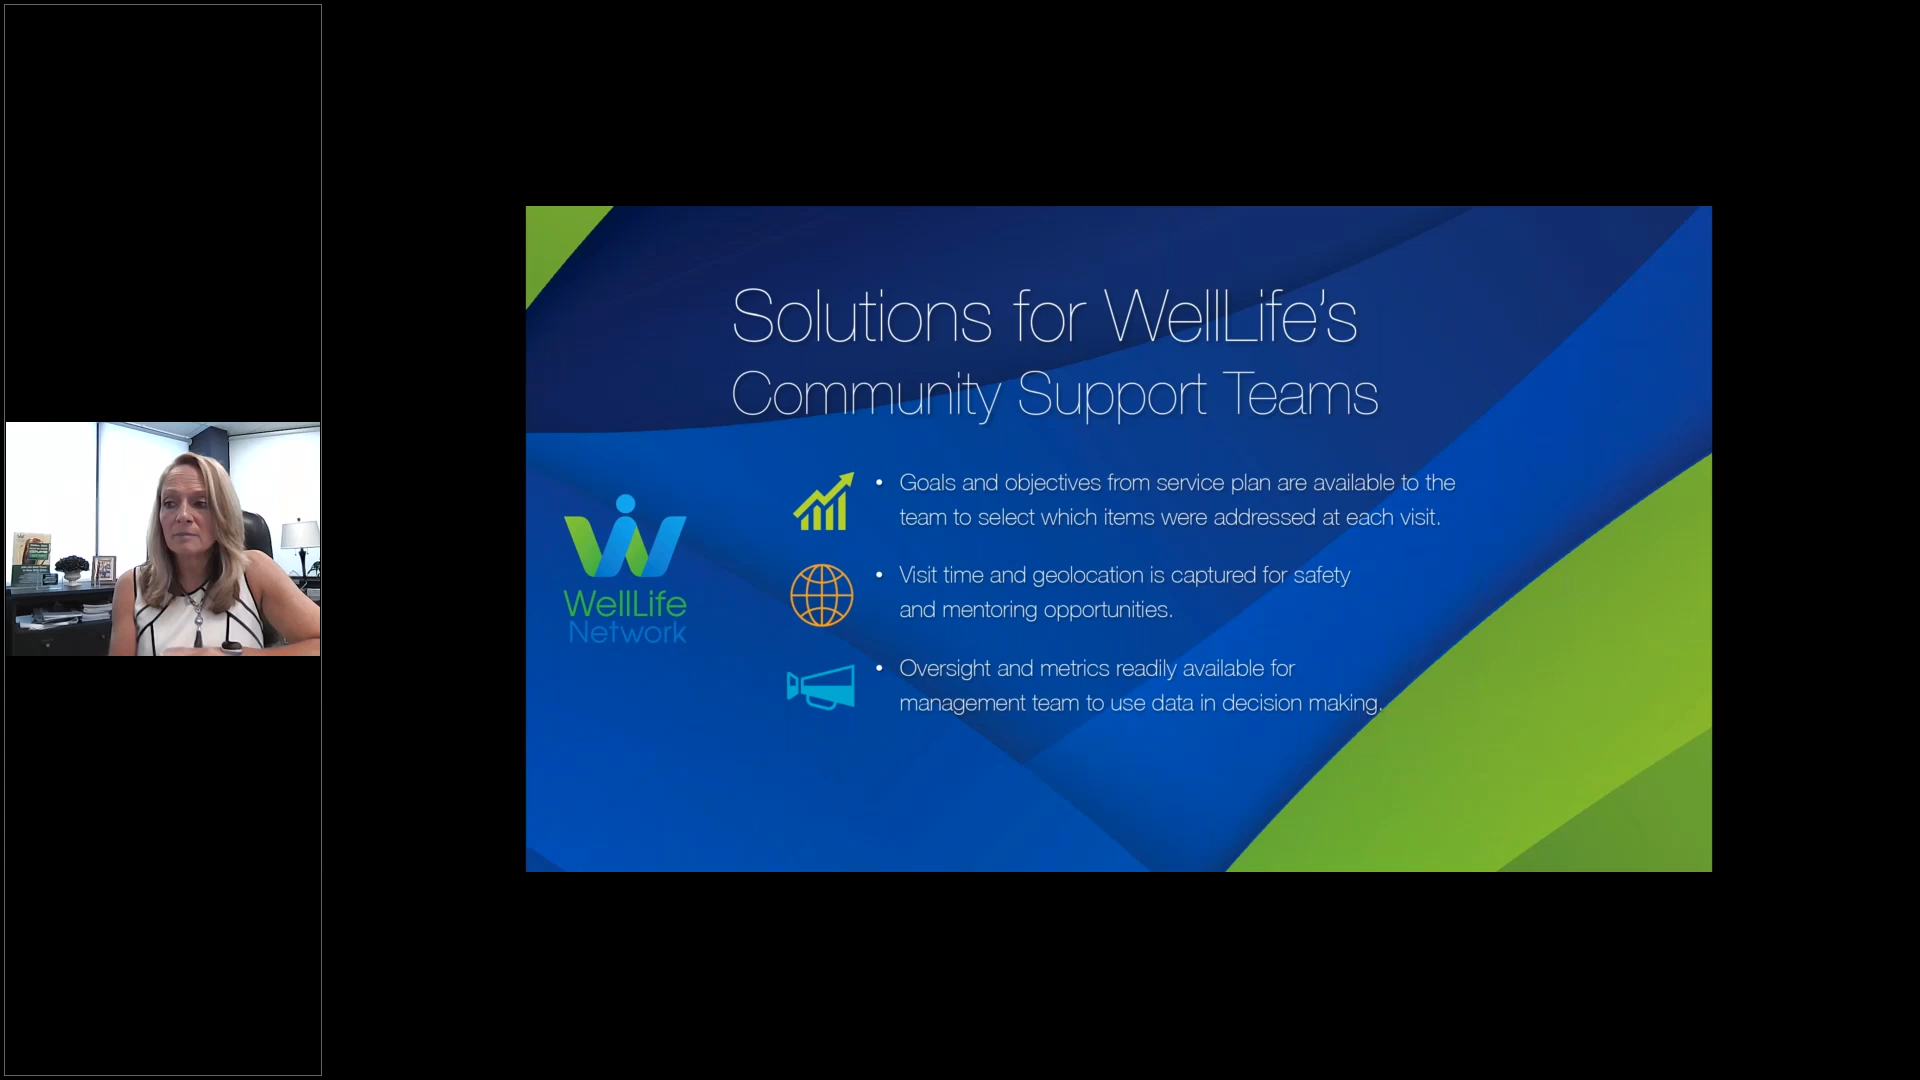 Solutions for WellLife’s
Community Support Teams
• Goals and objectives from service plan are available to the
team to select which items were addressed at each visit.
• Visit time and geolocation is captured for safety
and mentoring opportunities.
• Oversight and metrics readily available for
management team to use data in decision making.
WellLife
Network